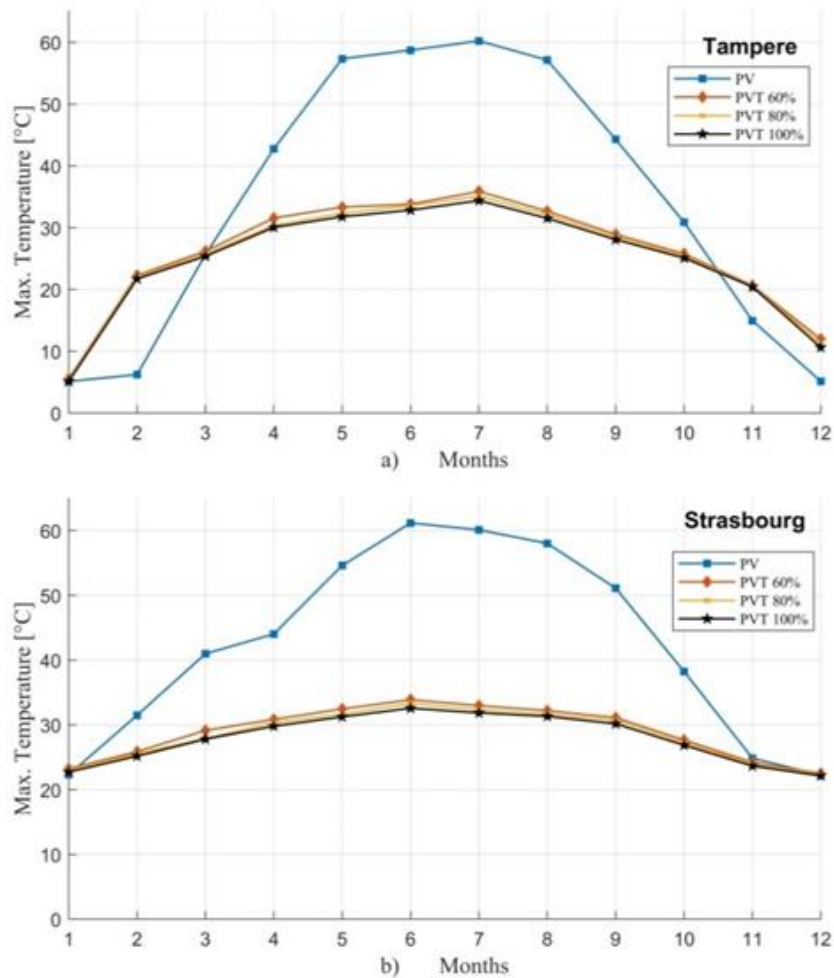 Tampere
PV
PVT 60%
PVT 80%
PVT 100%
Max. Temperature [°C]
60
50
40
30
20
10
0
1 2 3 4 5 6 7 8 9 10 11 12
a) Months
Strasbourg
PV
PVT 60%
PVT 80%
PVT 100%
Max. Temperature [°C]
60
50
40
30
20
10
0
1 2 3 4 5 6 7 8 9 10 11 12
b) Months